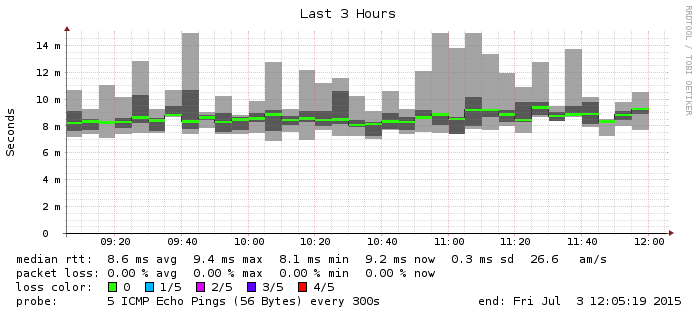 Last 3 Hours
RRDTOOL / TOBI OETIKER
Seconds
14 m
12 m
10 m
8 m
6 m
4 m
2 m
0
09:20 09:40 10:00 10:20 10:40 11:00 11:20 11:40 12:00
median rtt: 8.6 ms avg 9.4 ms max 8.1 ms min 9.2 ms now 0.3 ms sd 26.6 am/s
packet loss: 0.00 % avg 0.00 % max 0.00 % min 0.00 % now
loss color: 0 1/5 2/5 3/5 4/5
probe: 5 ICMP Echo Pings (56 Bytes) every 300s end: Fri Jul 3 12:05:19 2015